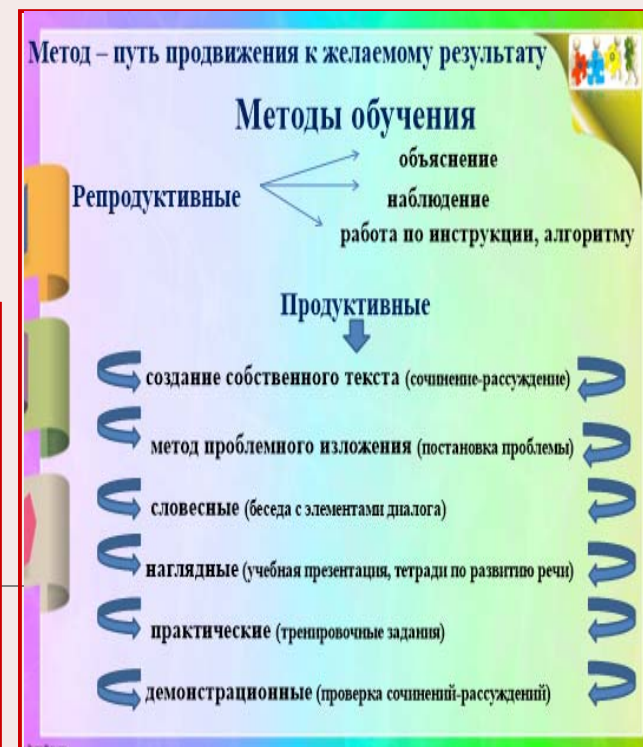 Метод – путь продвижения к желаемому результату
Методы обучения
Репродуктивные
объяснение
наблюдение
работа по инструкции, алгоритму
Продуктивные
создание собственного текста (сочинение-рассуждение)
метод проблемного изложения (постановка проблемы)
словесные (беседа с элементами диалога)
наглядные (учебная презентация, тетради по развитию речи)
практические (тренировочные задания)
демонстрационные (проверка сочинений-рассуждений)